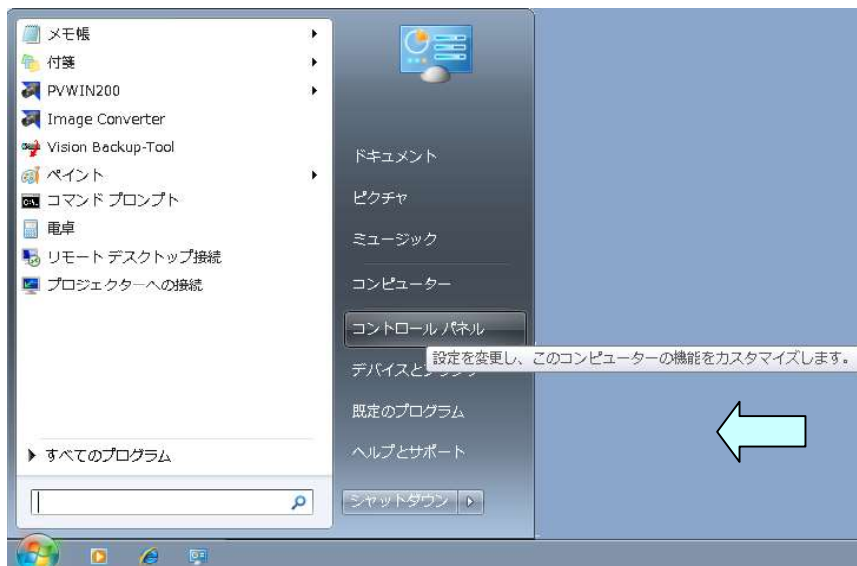 メモ帳
付箋
PVWIN200
Image Converter
Vision Backup-Tool
ペイント
コマンド プロンプト
電卓
リモート デスクトップ接続
プロジェクターへの接続
すべてのプログラム
ドキュメント
ピクチャ
ミュージック
コンピューター
コントロール パネル
設定を変更し、このコンピューターの機能をカスタマイズします。
デバイスと
既定のプログラム
ヘルプとサポート
シャットダウン